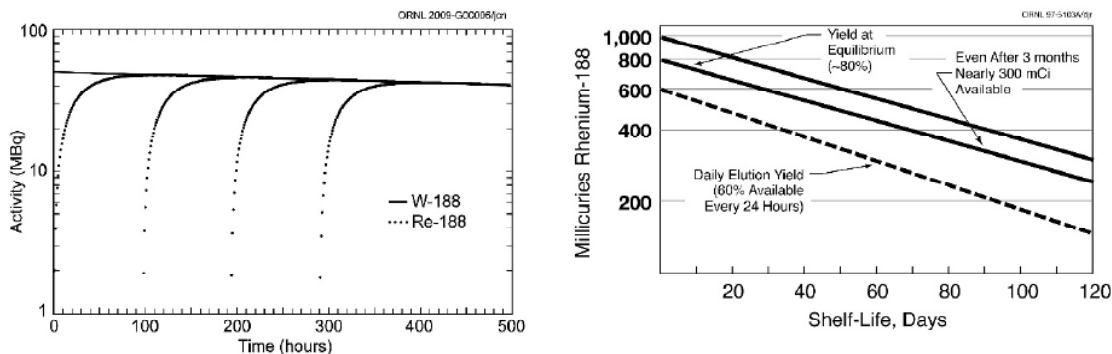 ORNL 2009-G00006/jcn
100
10
1
Activity (MBq)
W-188
Re-188
0
100
200
300
400
500
Time (hours)
ORNL 97-5103A/djr
1,000
800
600
400
200
Millicuries Rhenium-188
Yield at
Equilibrium
(~80%)
Even After 3 months
Nearly 300 mCi
Available
Daily Elution Yield
(60% Available
Every 24 Hours)
20
40
60
80
100
120
Shelf-Life, Days